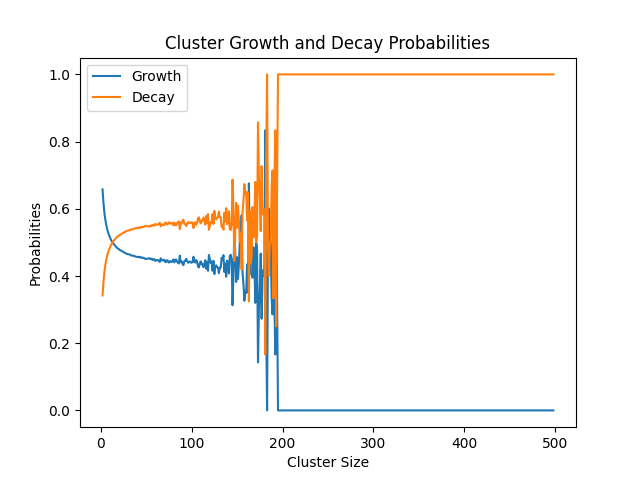 Cluster Growth and Decay Probabilities
Growth
Decay
Probabilities
1.0
0.8
0.6
0.4
0.2
0.0
0 100 200 300 400 500
Cluster Size